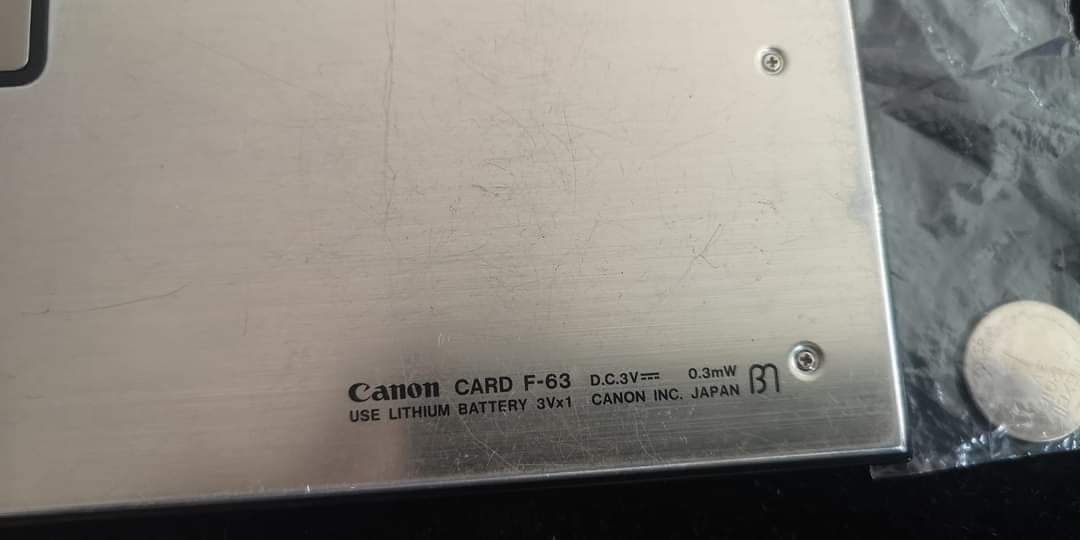 Canon CARD F-63 D.C.3V⎓ 0.3mW
USE LITHIUM BATTERY 3Vx1 CANON INC. JAPAN